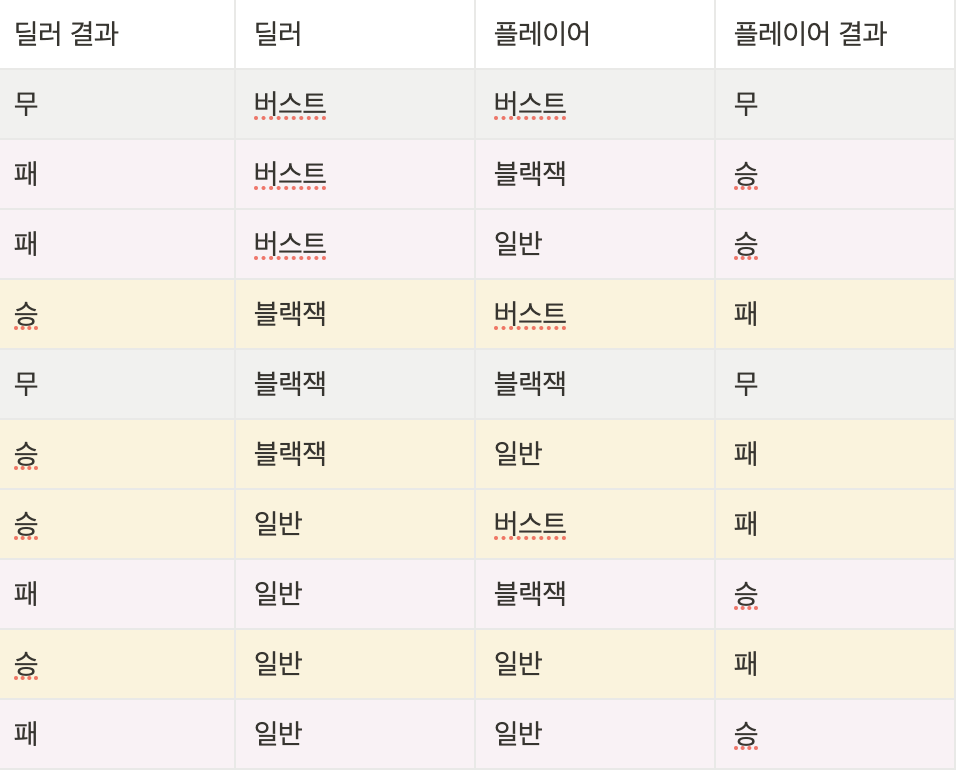 딜러 결과 딜러 플레이어 플레이어 결과
무 버스트 버스트 무
패 버스트 블랙잭 승
패 버스트 일반 승
승 블랙잭 버스트 패
무 블랙잭 블랙잭 무
승 블랙잭 일반 패
승 일반 버스트 패
패 일반 블랙잭 승
승 일반 일반 패
패 일반 일반 승